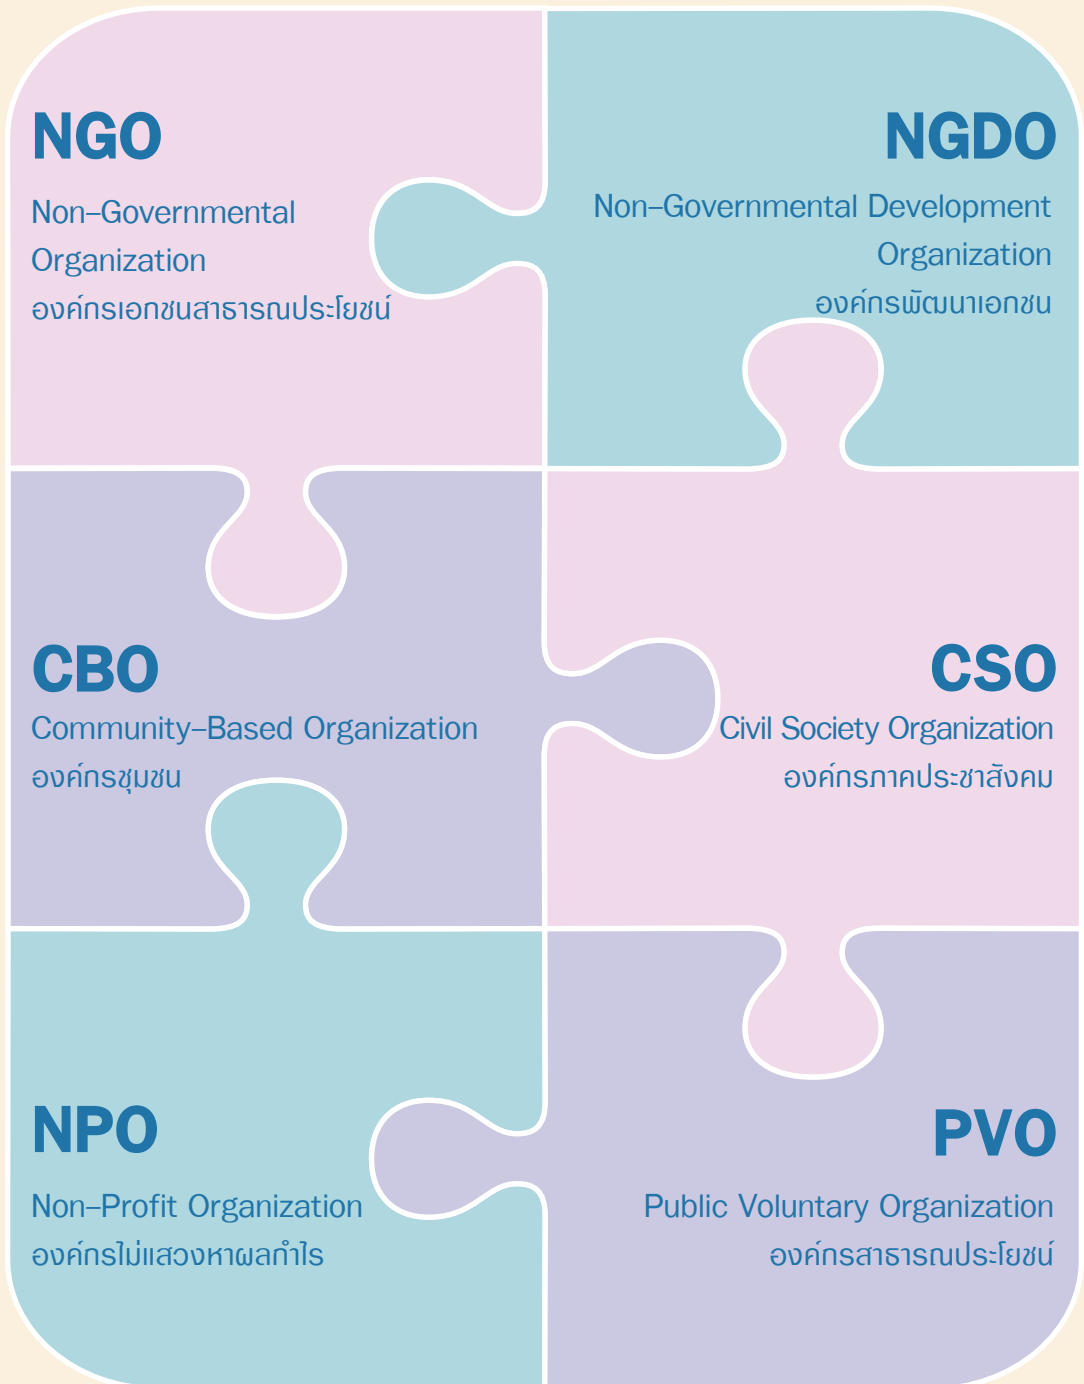 NGO
Non–Governmental
Organization
องค์กรเอกชนสาธารณประโยชน์
NGDO
Non–Governmental Development
Organization
องค์กรพัฒนาเอกชน
CBO
Community–Based Organization
องค์กรชุมชน
CSO
Civil Society Organization
องค์กรภาคประชาสังคม
NPO
Non–Profit Organization
องค์กรไม่แสวงหาผลกำไร
PVO
Public Voluntary Organization
องค์กรสาธารณประโยชน์